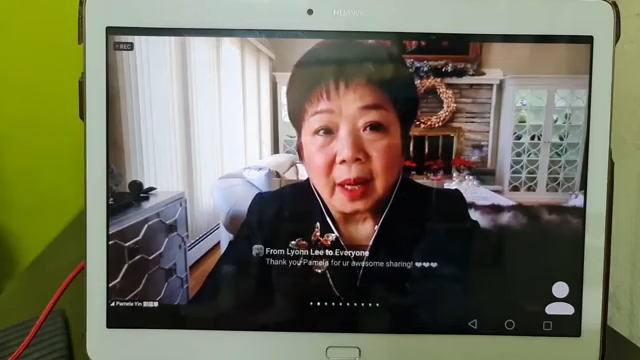 HUAWEI
REC
From Lyonn Lee to Everyone
Thank you Pamela for ur awesome sharing! ❤❤❤
Pamela Yin